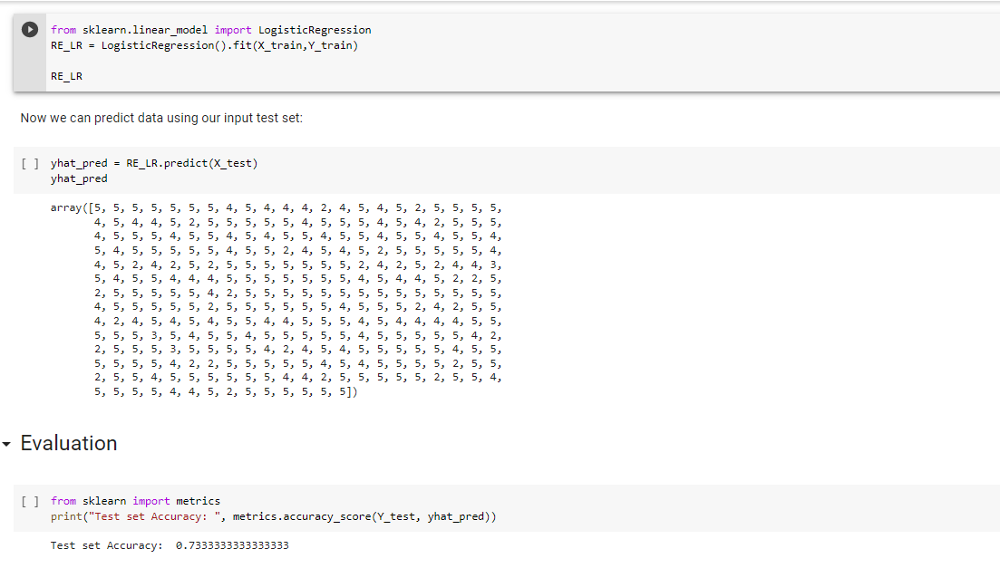 from sklearn.linear_model import LogisticRegression
RE_LR = LogisticRegression().fit(X_train,Y_train)
RE_LR
Now we can predict data using our input test set:
[ ] yhat_pred = RE_LR.predict(X_test)
yhat_pred
array([5, 5, 5, 5, 5, 5, 5, 4, 5, 4, 4, 4, 2, 4, 5, 4, 5, 2, 5, 5, 5, 5,
4, 5, 4, 4, 5, 2, 5, 5, 5, 5, 5, 4, 5, 5, 5, 4, 5, 4, 2, 5, 5, 5,
4, 5, 5, 5, 4, 5, 5, 4, 5, 4, 5, 5, 4, 5, 5, 4, 5, 5, 4, 5, 5, 4,
5, 4, 5, 5, 5, 5, 5, 4, 5, 5, 2, 4, 5, 4, 5, 2, 5, 5, 5, 5, 5, 4,
4, 5, 2, 4, 2, 5, 2, 5, 5, 5, 5, 5, 5, 5, 2, 4, 2, 5, 2, 4, 4, 3,
5, 4, 5, 5, 4, 4, 4, 5, 5, 5, 5, 5, 5, 5, 4, 5, 4, 4, 5, 2, 2, 5,
2, 5, 5, 5, 5, 5, 4, 2, 5, 5, 5, 5, 5, 5, 5, 5, 5, 5, 5, 5, 5, 5,
4, 5, 5, 5, 5, 5, 2, 5, 5, 5, 5, 5, 5, 4, 5, 5, 5, 2, 4, 2, 5, 5,
4, 2, 4, 5, 4, 5, 4, 5, 5, 4, 4, 5, 5, 5, 4, 5, 4, 4, 4, 4, 5, 5,
5, 5, 5, 3, 5, 4, 5, 5, 4, 5, 5, 5, 5, 5, 4, 5, 5, 5, 5, 5, 4, 2,
2, 5, 5, 5, 3, 5, 5, 5, 5, 4, 2, 4, 5, 4, 5, 5, 5, 5, 5, 4, 5, 5,
5, 5, 5, 5, 4, 2, 2, 5, 5, 5, 5, 5, 4, 5, 4, 5, 5, 5, 5, 2, 5, 5,
2, 5, 5, 4, 5, 5, 5, 5, 5, 5, 4, 4, 2, 5, 5, 5, 5, 5, 2, 5, 5, 4,
5, 5, 5, 5, 4, 4, 5, 2, 5, 5, 5, 5, 5, 5])
Evaluation
[ ] from sklearn import metrics
print("Test set Accuracy: ", metrics.accuracy_score(Y_test, yhat_pred))
Test set Accuracy:  0.7333333333333333